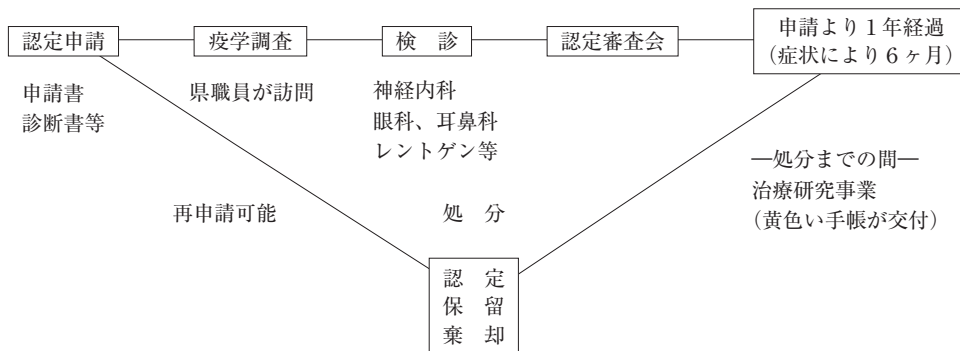 認定申請
疫学調査
検　診
認定審査会
申請より１年経過
（症状により６ヶ月）
申請書
診断書等
県職員が訪問
神経内科
眼科、耳鼻科
レントゲン等
―処分までの間―
治療研究事業
（黄色い手帳が交付）
再申請可能
処　分
認　定
保　留
棄　却